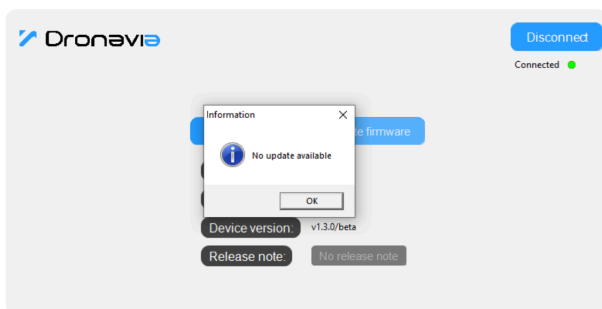 Dronavia
Disconnect
Connected
Information
firmware
No update available
OK
Device version:
v1.3.0/beta
Release note:
No release note